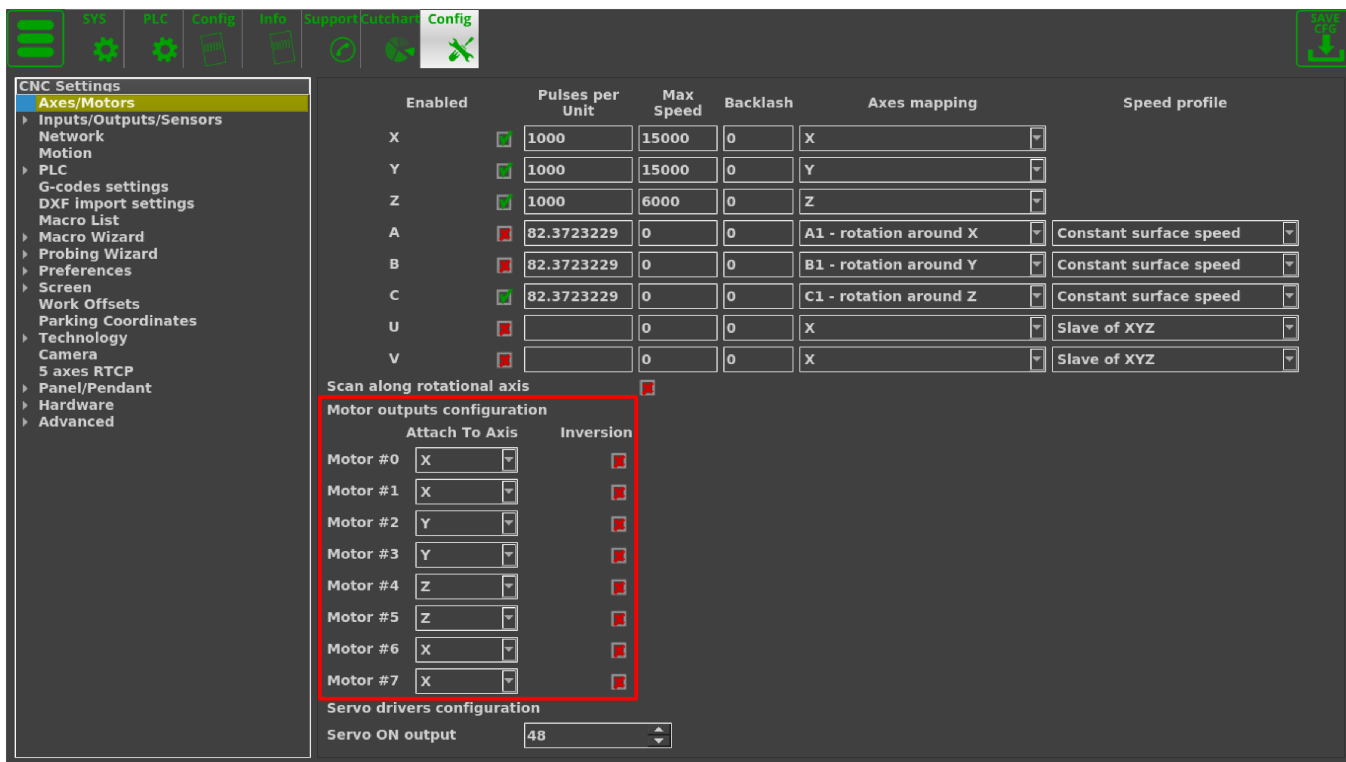 SYS PLC Config Info Support Cutchart Config SAVE CFG
CNC Settings
Axes/Motors
Inputs/Outputs/Sensors
Network
Motion
PLC
G-codes settings
DXF import settings
Macro List
Macro Wizard
Probing Wizard
Preferences
Screen
Work Offsets
Parking Coordinates
Technology
Camera
5 axes RTCP
Panel/Pendant
Hardware
Advanced
Enabled Pulses per Unit Max Speed Backlash Axes mapping Speed profile
X 1000 15000 0 X
Y 1000 15000 0 Y
Z 1000 6000 0 Z
A 82.3723229 0 0 A1 - rotation around X Constant surface speed
B 82.3723229 0 0 B1 - rotation around Y Constant surface speed
C 82.3723229 0 0 C1 - rotation around Z Constant surface speed
U 0 0 X Slave of XYZ
V 0 0 X Slave of XYZ
Scan along rotational axis
Motor outputs configuration
Attach To Axis Inversion
Motor #0 X
Motor #1 X
Motor #2 Y
Motor #3 Y
Motor #4 Z
Motor #5 Z
Motor #6 X
Motor #7 X
Servo drivers configuration
Servo ON output 48